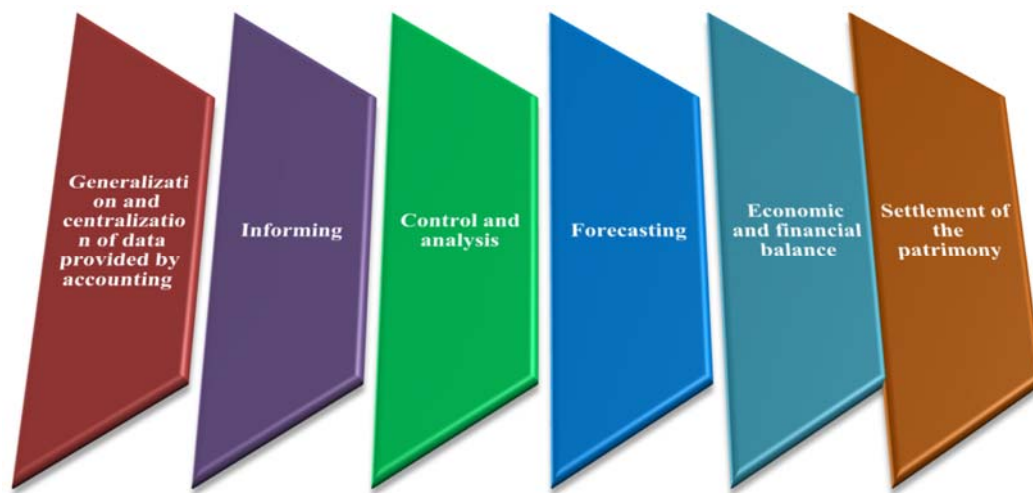 Generalizati
on and
centralizatio
n of data
provided by
accounting
Informing
Control and
analysis
Forecasting
Economic
and financial
balance
Settlement of
the
patrimony